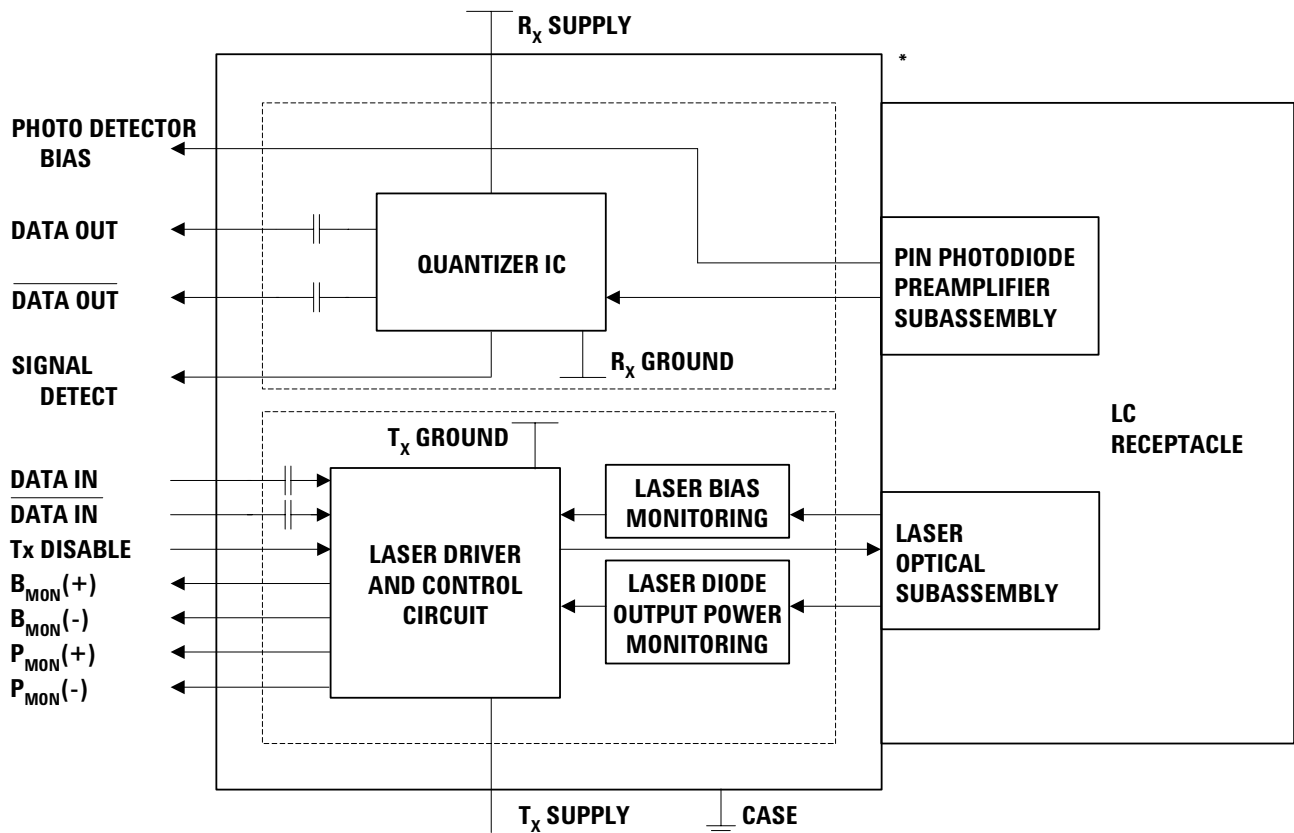 R_X SUPPLY
*
PHOTO DETECTOR
BIAS
DATA OUT
QUANTIZER IC
PIN PHOTODIODE
PREAMPLIFIER
SUBASSEMBLY
DATA OUT
R_X GROUND
SIGNAL
DETECT
LC
RECEPTACLE
T_X GROUND
DATA IN
DATA IN
Tx DISABLE
B_MON(+)
B_MON(-)
P_MON(+)
P_MON(-)
LASER DRIVER
AND CONTROL
CIRCUIT
LASER BIAS
MONITORING
LASER DIODE
OUTPUT POWER
MONITORING
LASER
OPTICAL
SUBASSEMBLY
T_X SUPPLY
CASE